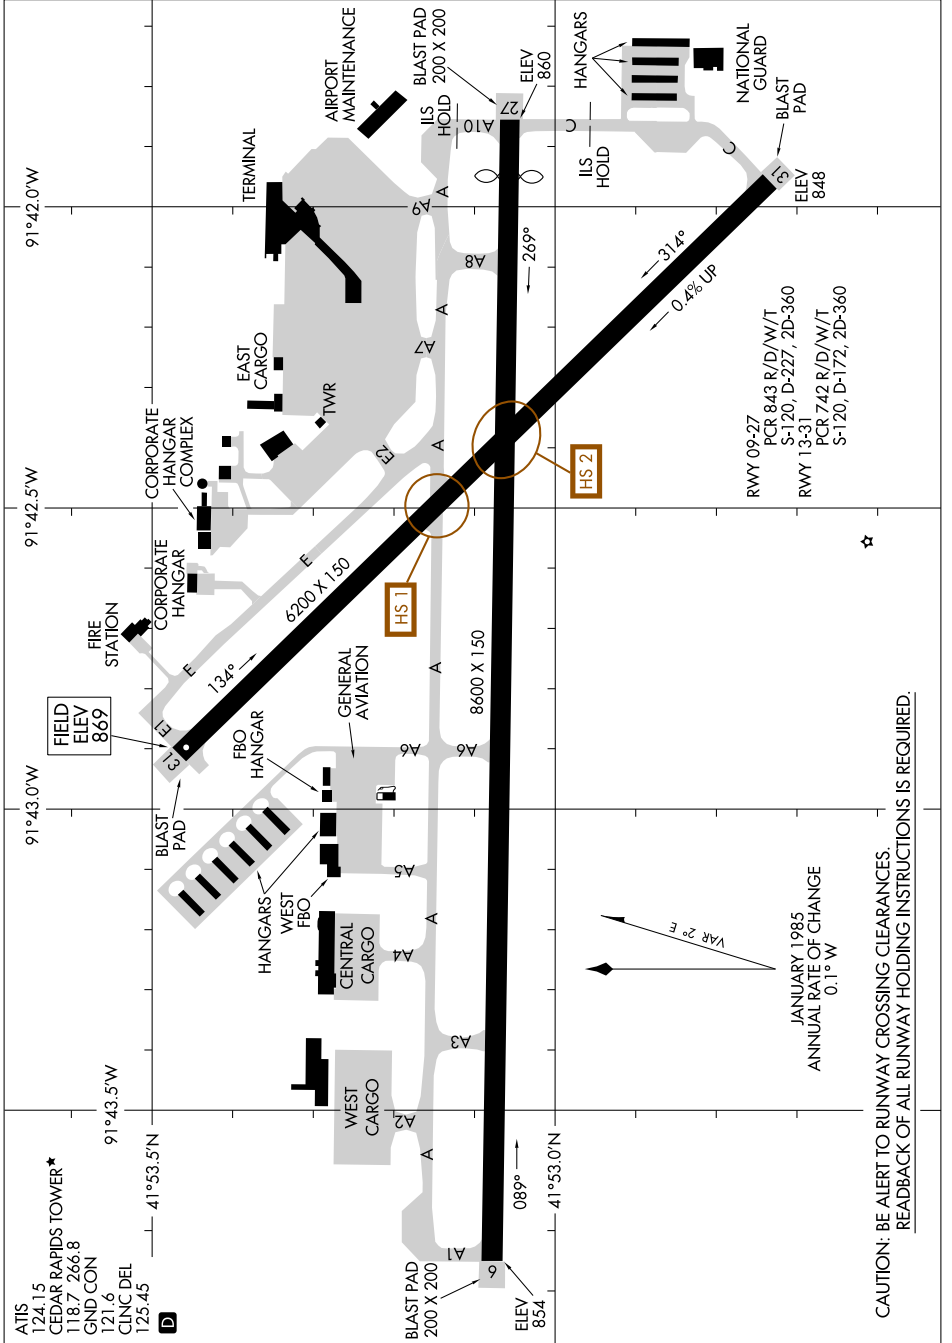 ATIS
124.15
CEDAR RAPIDS TOWER★
118.7 266.8
GND CON
121.6
CLNC DEL
125.45
D
91°43.5'W
91°43.0'W
91°42.5'W
91°42.0'W
41°53.5'N
41°53.0'N
FIELD
ELEV
869
BLAST
PAD
13
E1
FIRE
STATION
CORPORATE
HANGAR
CORPORATE
HANGAR
COMPLEX
EAST
CARGO
TWR
TERMINAL
AIRPORT
MAINTENANCE
E
E
E2
134°
6200 X 150
HANGARS
WEST
FBO
FBO
HANGAR
GENERAL
AVIATION
CENTRAL
CARGO
WEST
CARGO
A1
A
A2
A3
A4
A
A5
A6
A6
A
A
A7
A
A8
A9
A
A10
ILS
HOLD
BLAST PAD
200 X 200
27
ELEV
860
HS 1
HS 2
BLAST PAD
200 X 200
9
ELEV
854
089°
8600 X 150
269°
C
ILS
HOLD
HANGARS
NATIONAL
GUARD
C
BLAST
PAD
31
ELEV
848
314°
0.4% UP
RWY 09-27
PCR 843 R/D/W/T
S-120, D-227, 2D-360
RWY 13-31
PCR 742 R/D/W/T
S-120, D-172, 2D-360
VAR 2° E
JANUARY 1985
ANNUAL RATE OF CHANGE
0.1° W
CAUTION: BE ALERT TO RUNWAY CROSSING CLEARANCES.
READBACK OF ALL RUNWAY HOLDING INSTRUCTIONS IS REQUIRED.